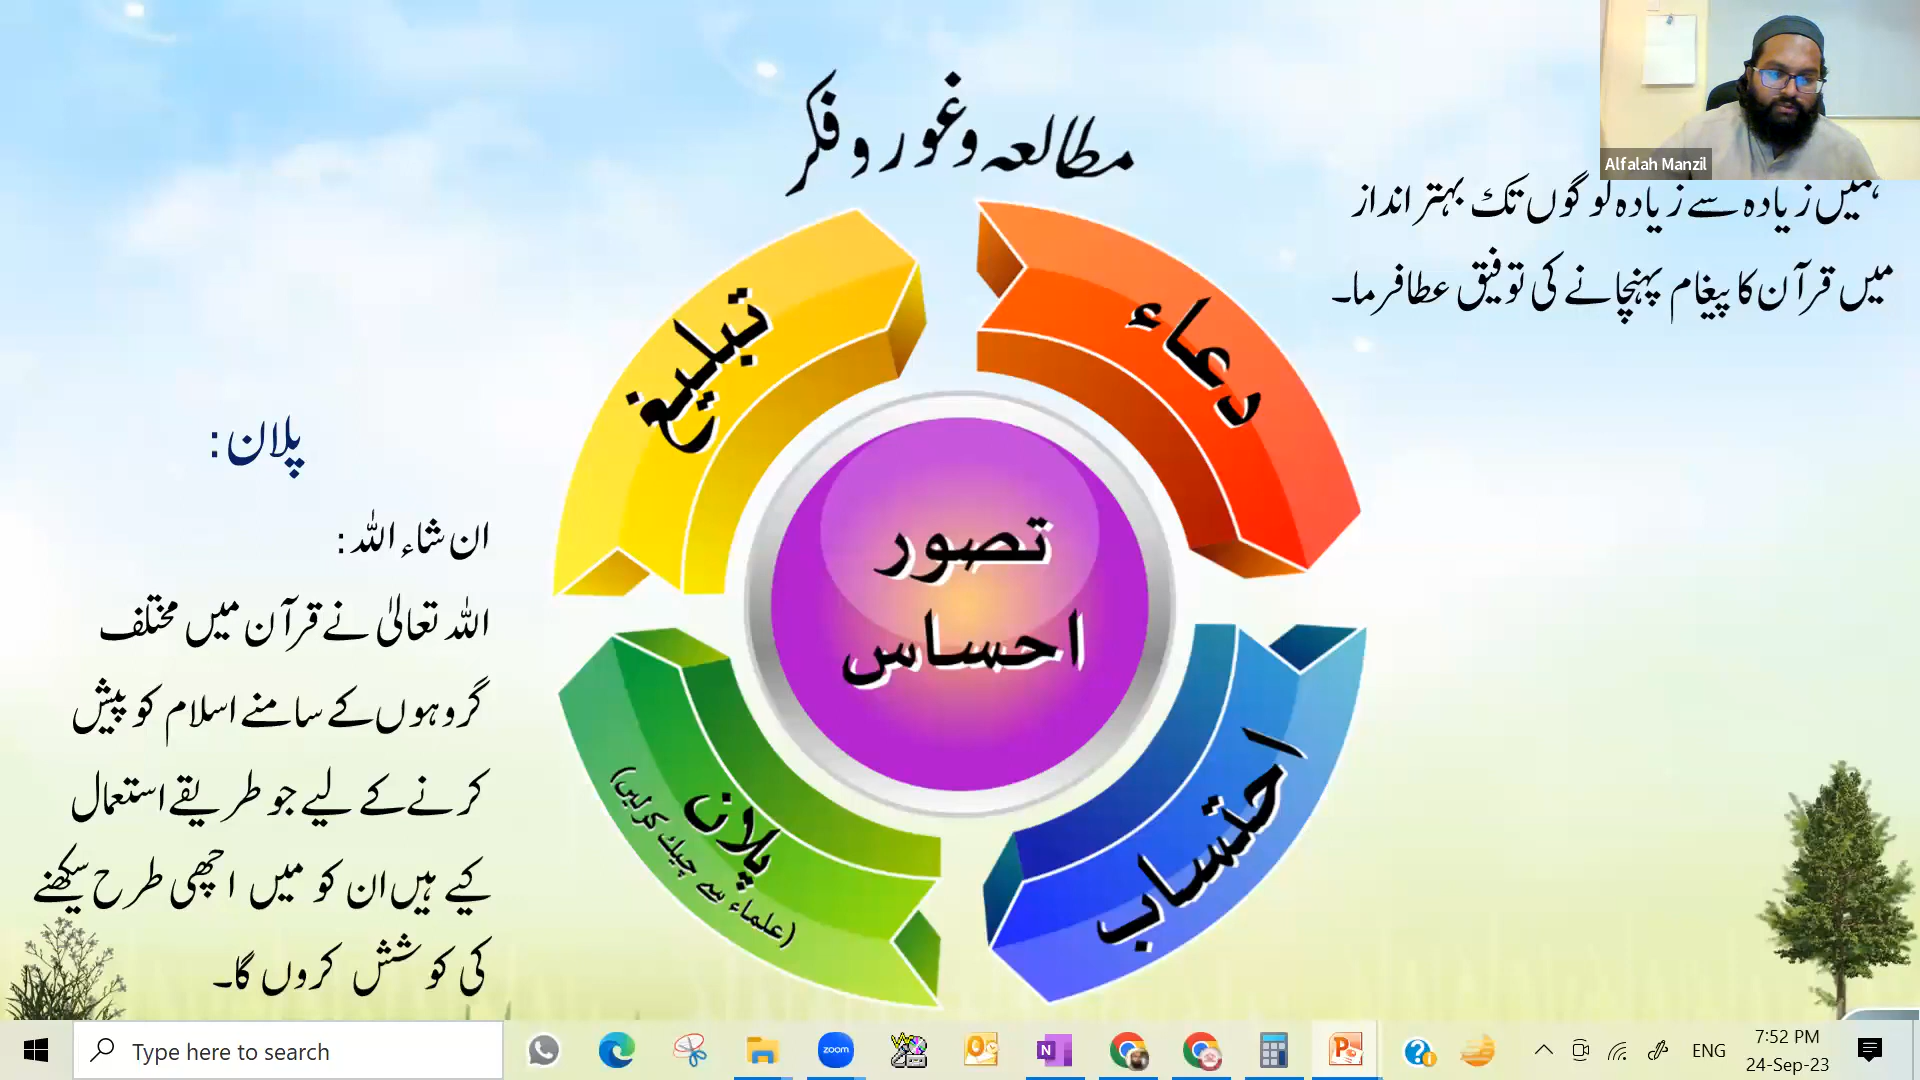 مطالعہ و غور و فکر
Alfalah Manzil
ہمیں زیادہ سے زیادہ لوگوں تک بہتر انداز
میں قرآن کا پیغام پہنچانے کی توفیق عطا فرما۔
دعاء
تبلیغ
تصور
احساس
احتساب
پلان
(علماء سے چیک کرلیں)
پلان:
ان شاء اللہ:
اللہ تعالیٰ نے قرآن میں مختلف
گروہوں کے سامنے اسلام کو پیش
کرنے کے لیے جو طریقے استعمال
کیے ہیں ان کو میں اچھی طرح سیکھنے
کی کوشش کروں گا۔
Type here to search
zoom
ENG
7:52 PM
24-Sep-23